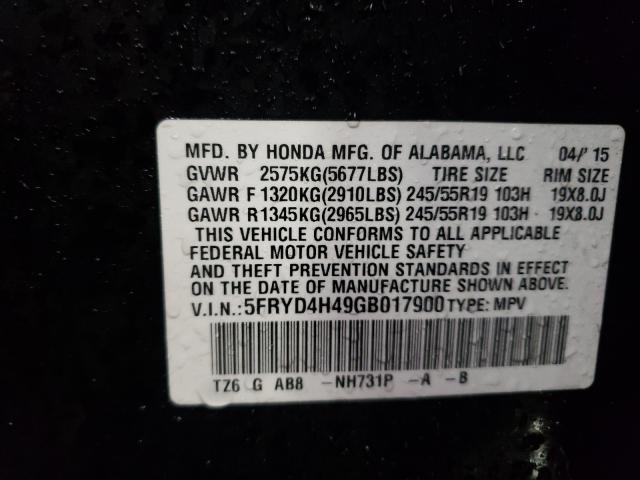 MFD. BY HONDA MFG. OF ALABAMA, LLC 04/'15
GVWR 2575KG(5677LBS) TIRE SIZE RIM SIZE
GAWR F 1320KG(2910LBS) 245/55R19 103H 19X8.0J
GAWR R 1345KG(2965LBS) 245/55R19 103H 19X8.0J
THIS VEHICLE CONFORMS TO ALL APPLICABLE
FEDERAL MOTOR VEHICLE SAFETY
AND THEFT PREVENTION STANDARDS IN EFFECT
ON THE DATE OF MANUFACTURE SHOWN ABOVE.
V.I.N.: 5FRYD4H49GB017900 TYPE: MPV
TZ6 G AB8 -NH731P -A -B